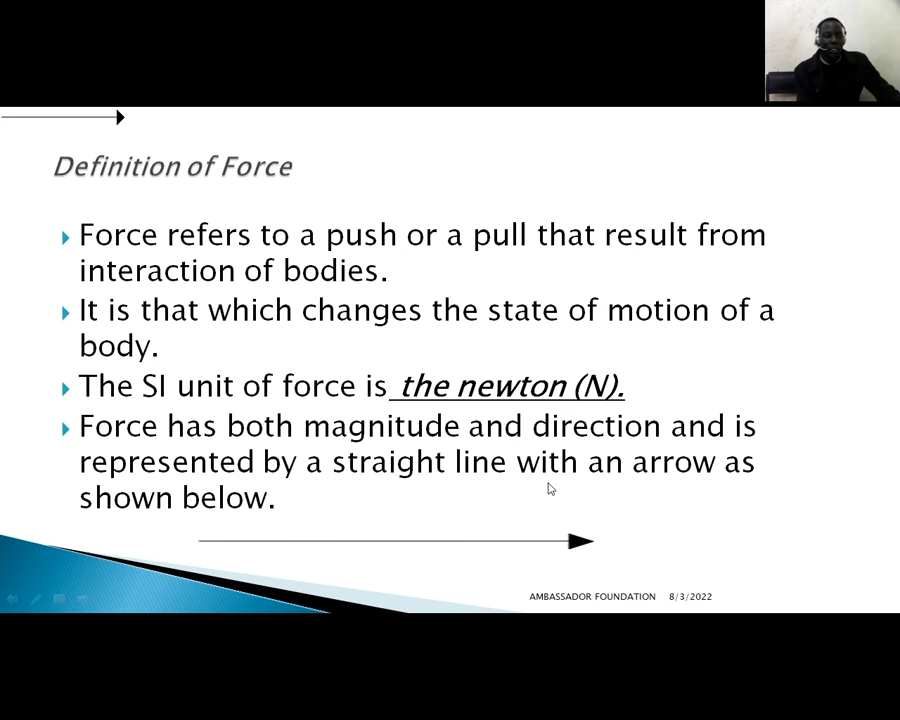 Definition of Force
Force refers to a push or a pull that result from
interaction of bodies.
It is that which changes the state of motion of a
body.
The SI unit of force is the newton (N).
Force has both magnitude and direction and is
represented by a straight line with an arrow as
shown below.
AMBASSADOR FOUNDATION 8/3/2022